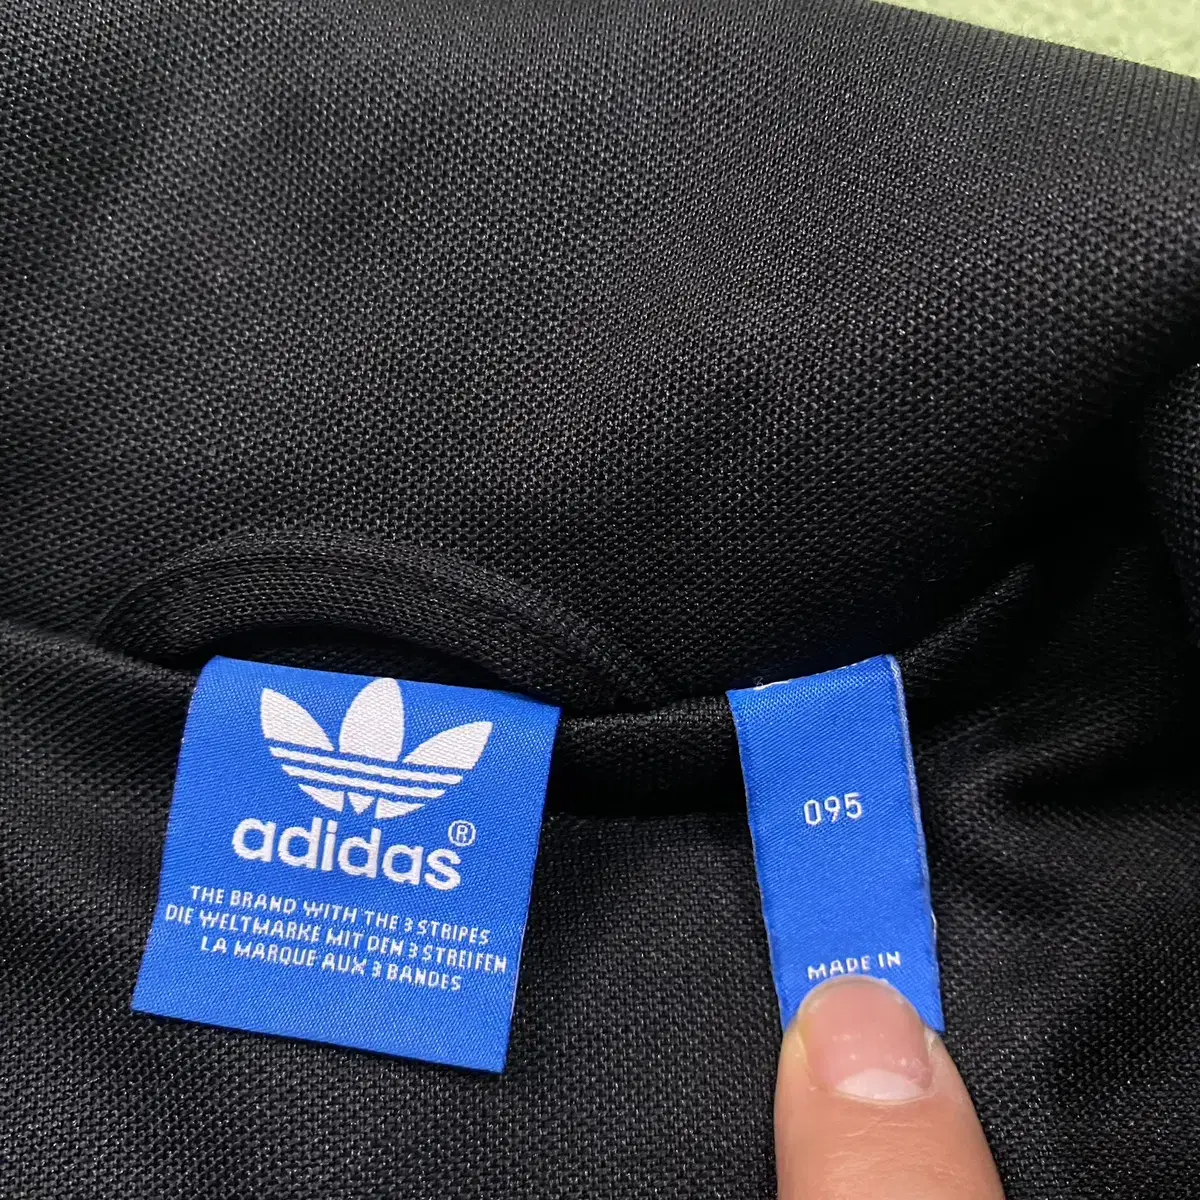 adidas®
THE BRAND WITH THE 3 STRIPES
DIE WELTMARKE MIT DEN 3 STREIFEN
LA MARQUE AUX 3 BANDES
095
MADE IN